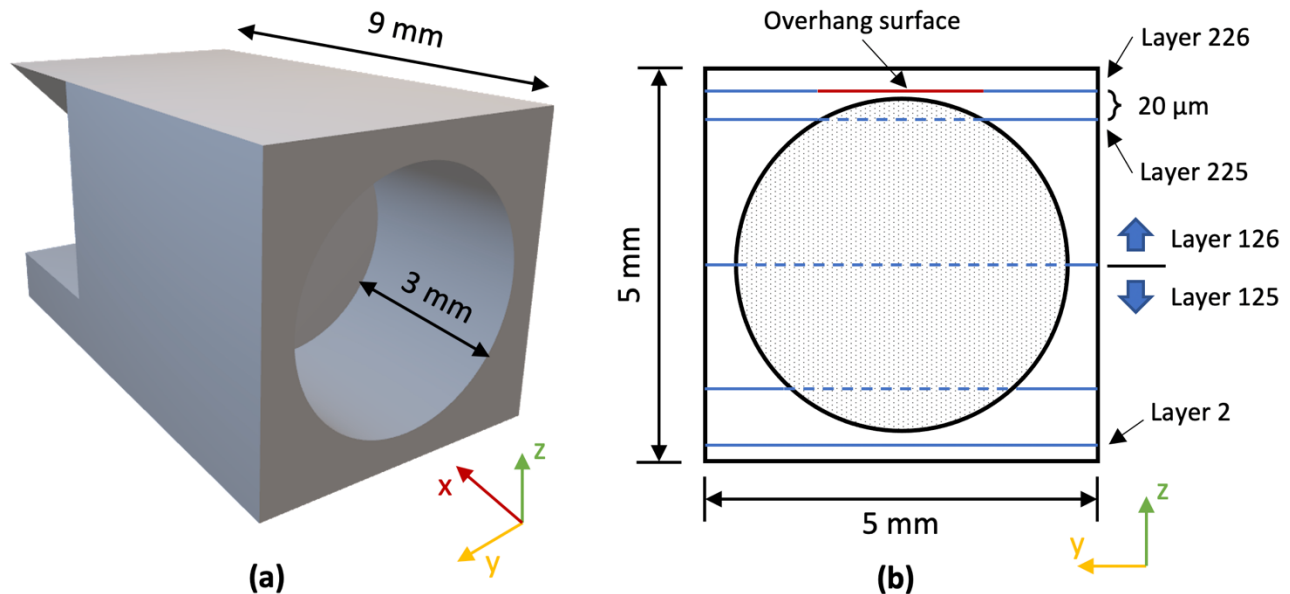 9 mm
3 mm
z
x
y
(a)
Overhang surface
Layer 226
20 μm
Layer 225
5 mm
Layer 126
Layer 125
Layer 2
5 mm
z
y
(b)